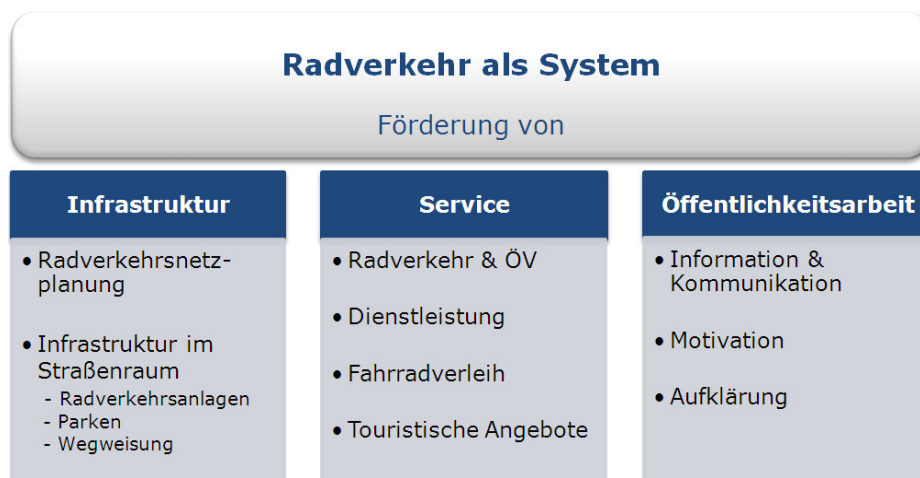 Radverkehr als System
Förderung von
Infrastruktur
• Radverkehrsnetz-
planung
• Infrastruktur im
Straßenraum
- Radverkehrsanlagen
- Parken
- Wegweisung
Service
• Radverkehr & ÖV
• Dienstleistung
• Fahrradverleih
• Touristische Angebote
Öffentlichkeitsarbeit
• Information &
Kommunikation
• Motivation
• Aufklärung